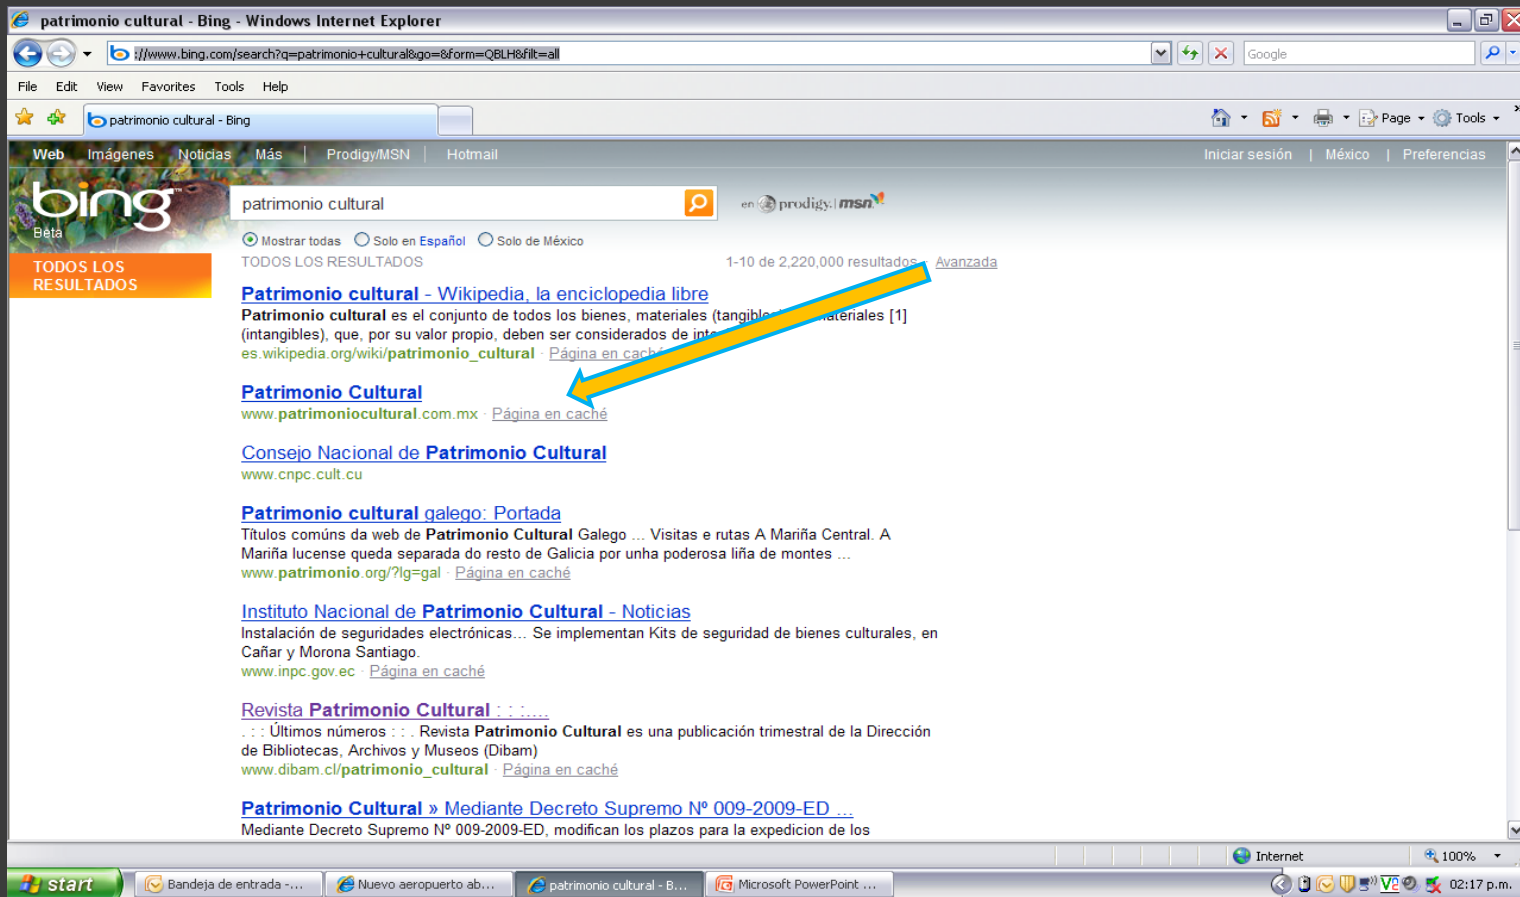 patrimonio cultural - Bing - Windows Internet Explorer
://www.bing.com/search?q=patrimonio+cultural&go=&form=QBLH&filt=all
Google
File Edit View Favorites Tools Help
patrimonio cultural - Bing
Page Tools
Web Imágenes Noticias Más | Prodigy/MSN | Hotmail
Iniciar sesión | México | Preferencias
bing
Beta
patrimonio cultural
en prodigy. msn
Mostrar todas Solo en Español Solo de México
TODOS LOS RESULTADOS
TODOS LOS RESULTADOS
1-10 de 2,220,000 resultados · Avanzada
Patrimonio cultural - Wikipedia, la enciclopedia libre
Patrimonio cultural es el conjunto de todos los bienes, materiales [1]
(intangibles), que, por su valor propio, deben ser considerados de
es.wikipedia.org/wiki/patrimonio_cultural · Página en caché
Patrimonio Cultural
www.patrimoniocultural.com.mx · Página en caché
Consejo Nacional de Patrimonio Cultural
www.cnpc.cult.cu
Patrimonio cultural galego: Portada
Títulos comúns da web de Patrimonio Cultural Galego ... Visitas e rutas A Mariña Central. A
Mariña lucense queda separada do resto de Galicia por unha poderosa liña de montes ...
www.patrimonio.org/?lg=gal · Página en caché
Instituto Nacional de Patrimonio Cultural - Noticias
Instalación de seguridades electrónicas... Se implementan Kits de seguridad de bienes culturales, en
Cañar y Morona Santiago.
www.inpc.gov.ec · Página en caché
Revista Patrimonio Cultural : : :....
. : : Últimos números : : . Revista Patrimonio Cultural es una publicación trimestral de la Dirección
de Bibliotecas, Archivos y Museos (Dibam)
www.dibam.cl/patrimonio_cultural · Página en caché
Patrimonio Cultural » Mediante Decreto Supremo Nº 009-2009-ED ...
Mediante Decreto Supremo Nº 009-2009-ED, modifican los plazos para la expedicion de los
Internet 100%
start Bandeja de entrada -... Nuevo aeropuerto ab... patrimonio cultural - B... Microsoft PowerPoint ... 02:17 p.m.